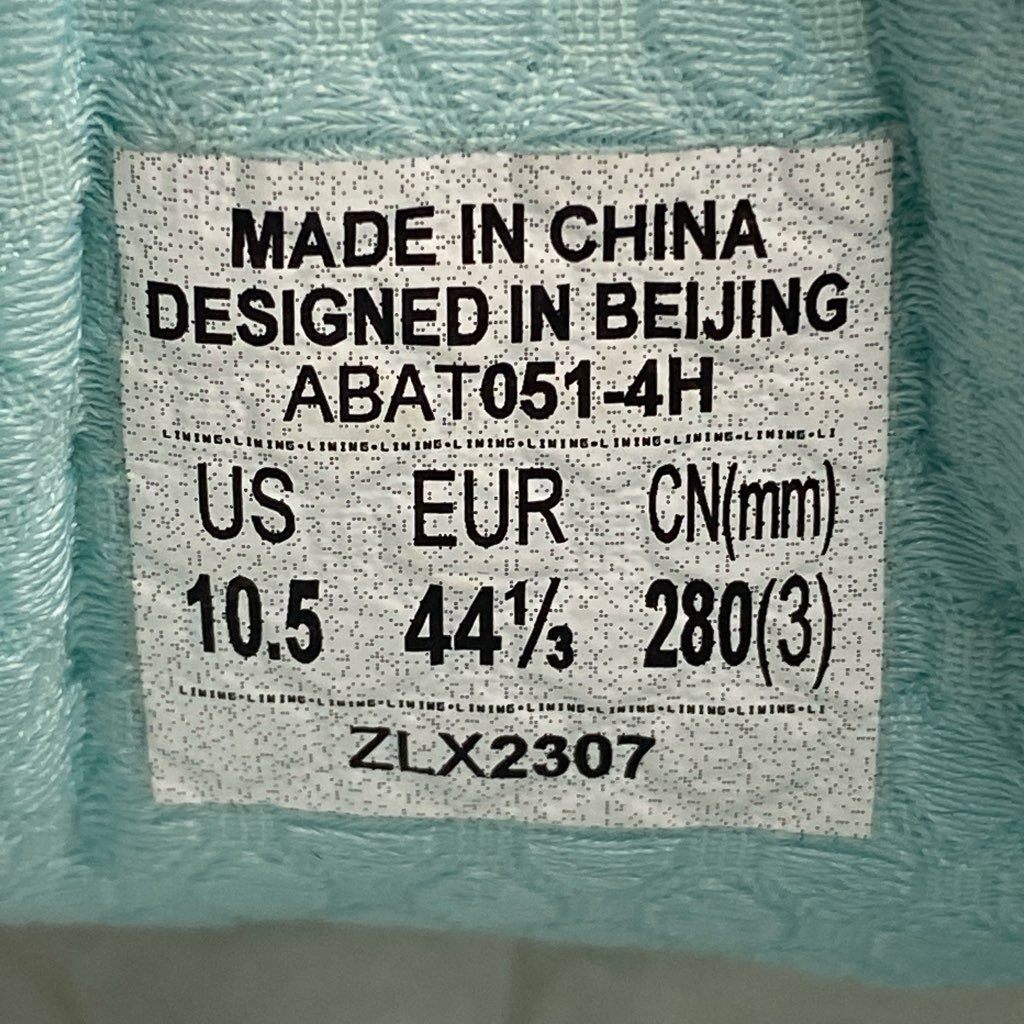 MADE IN CHINA
DESIGNED IN BEIJING
ABAT051-4H
LINING•LINING•LINING•LINING•LINING•LINING•LINING•LINING•LINING•LI
US EUR CN(mm)
10.5 44⅓ 280(3)
LINING•LINING•LINING•LINING•LINING•LINING•LINING•LINING•LI
ZLX2307